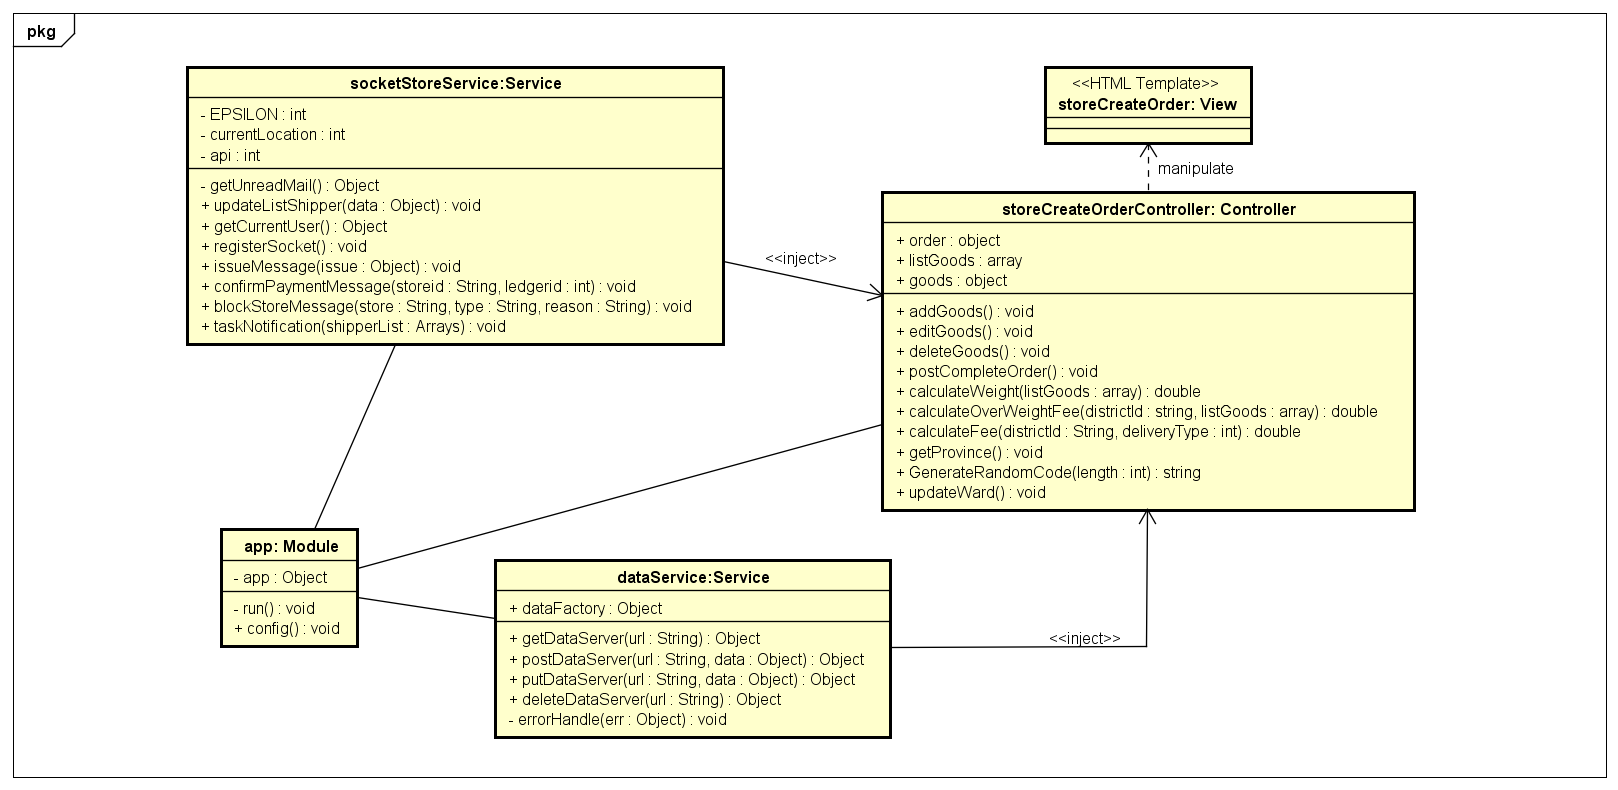 pkg
socketStoreService:Service
- EPSILON : int
- currentLocation : int
- api : int
- getUnreadMail() : Object
+ updateListShipper(data : Object) : void
+ getCurrentUser() : Object
+ registerSocket() : void
+ issueMessage(issue : Object) : void
+ confirmPaymentMessage(storeid : String, ledgerid : int) : void
+ blockStoreMessage(store : String, type : String, reason : String) : void
+ taskNotification(shipperList : Arrays) : void
<<HTML Template>>
storeCreateOrder: View
manipulate
<<inject>>
storeCreateOrderController: Controller
+ order : object
+ listGoods : array
+ goods : object
+ addGoods() : void
+ editGoods() : void
+ deleteGoods() : void
+ postCompleteOrder() : void
+ calculateWeight(listGoods : array) : double
+ calculateOverWeightFee(districtId : string, listGoods : array) : double
+ calculateFee(districtId : String, deliveryType : int) : double
+ getProvince() : void
+ GenerateRandomCode(length : int) : string
+ updateWard() : void
app: Module
- app : Object
- run() : void
+ config() : void
dataService:Service
+ dataFactory : Object
+ getDataServer(url : String) : Object
+ postDataServer(url : String, data : Object) : Object
+ putDataServer(url : String, data : Object) : Object
+ deleteDataServer(url : String) : Object
- errorHandle(err : Object) : void
<<inject>>